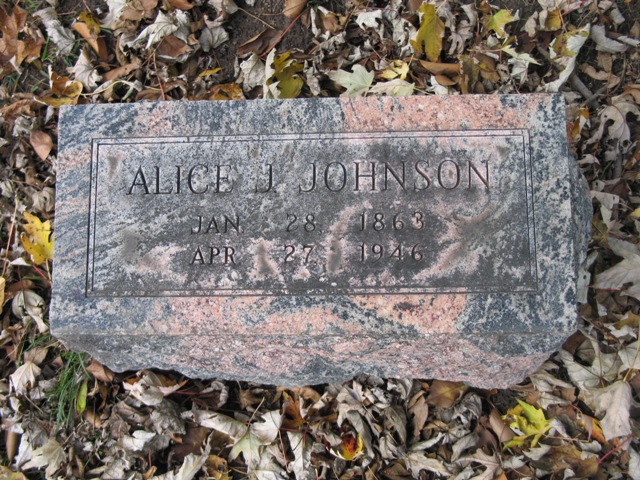 ALICE J. JOHNSON
JAN 28 1863
APR 27 1946